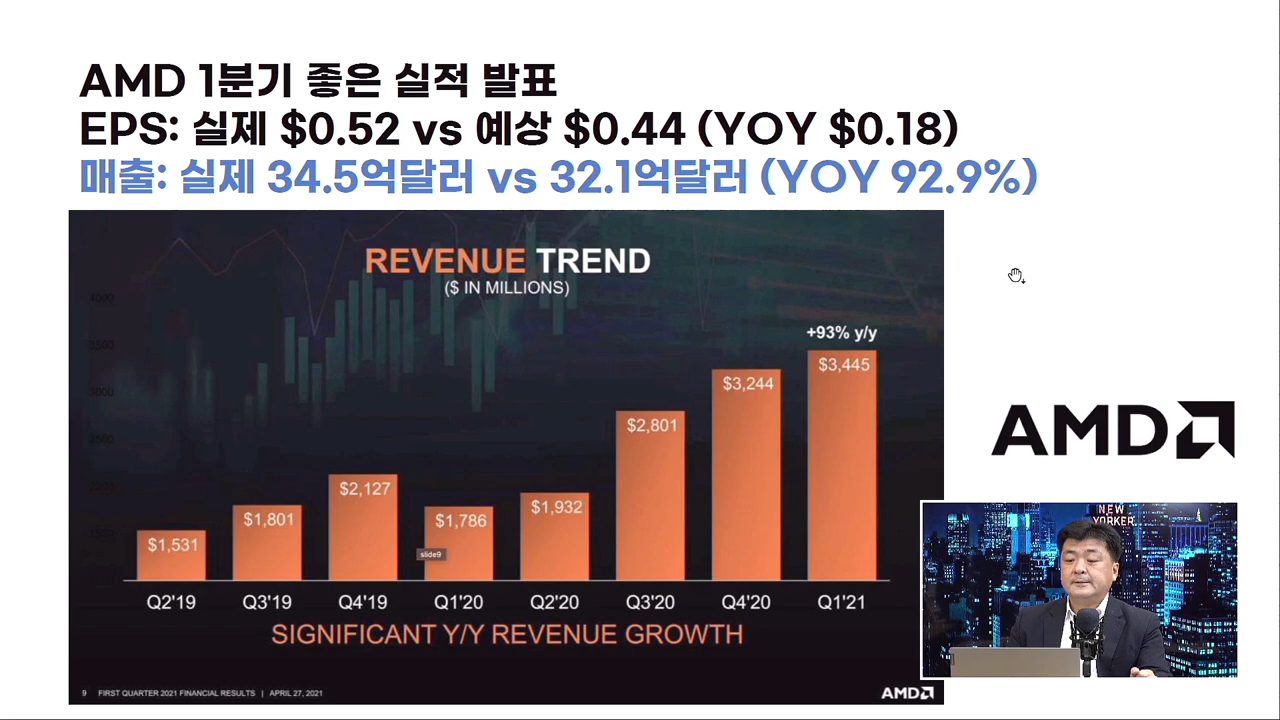 AMD 1분기 좋은 실적 발표
EPS: 실제 $0.52 vs 예상 $0.44 (YOY $0.18)
매출: 실제 34.5억달러 vs 32.1억달러 (YOY 92.9%)
REVENUE TREND
($ IN MILLIONS)
4000
3500
3000
2500
+93% y/y
$1,531
$1,801
$2,127
$1,786
$1,932
$2,801
$3,244
$3,445
slide9
Q2'19 Q3'19 Q4'19 Q1'20 Q2'20 Q3'20 Q4'20 Q1'21
SIGNIFICANT Y/Y REVENUE GROWTH
9 FIRST QUARTER 2021 FINANCIAL RESULTS | APRIL 27, 2021
AMD
AMD
NEW
YORKER